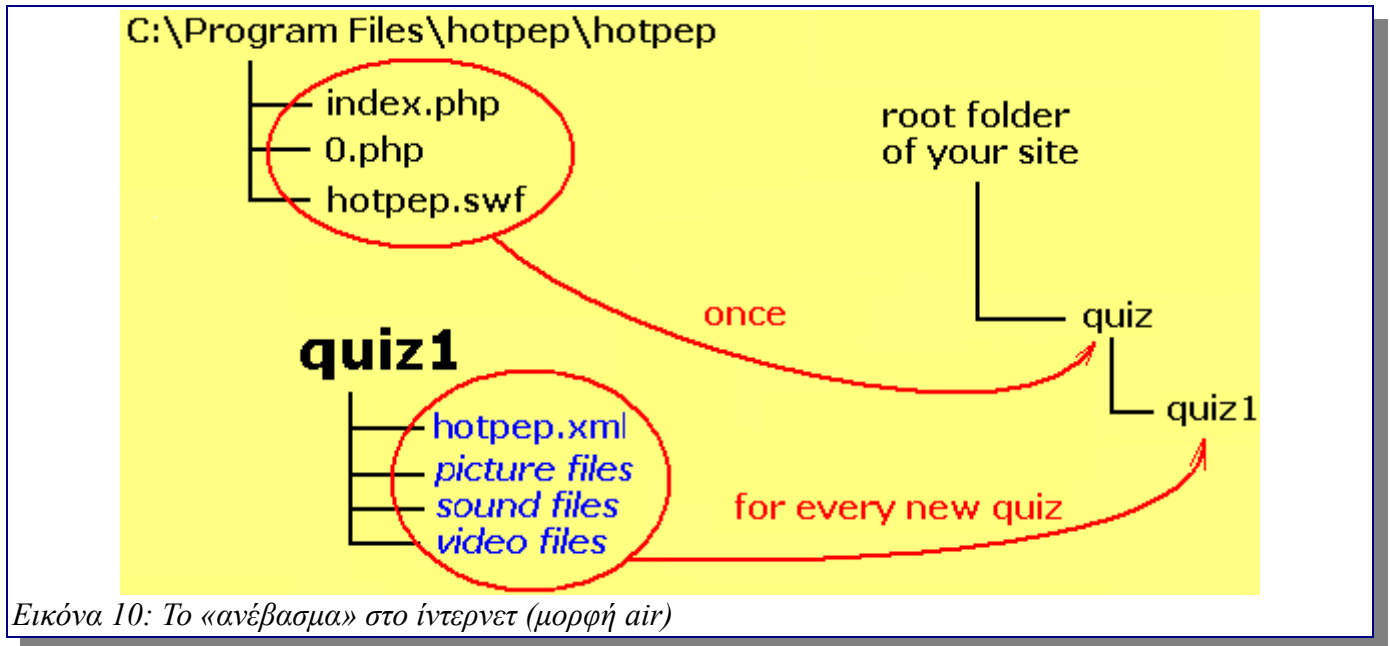 C:\Program Files\hotpep\hotpep
index.php
0.php
hotpep.swf
root folder
of your site
once
quiz
quiz1
quiz1
hotpep.xml
picture files
sound files
video files
for every new quiz
Εικόνα 10: Το «ανέβασμα» στο ίντερνετ (μορφή air)